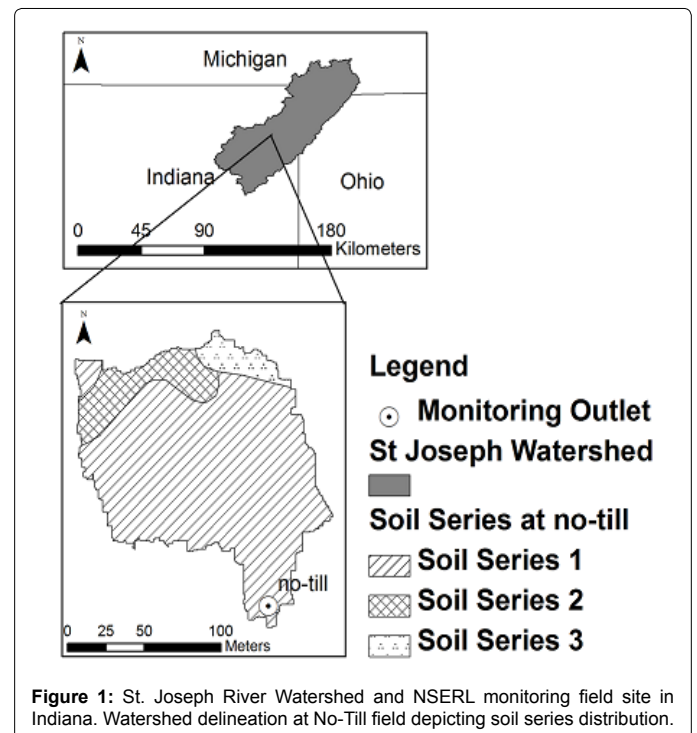 N
Michigan
Indiana
Ohio
0 45 90 180
Kilometers
N
no-till
0 25 50 100
Meters
Legend
Monitoring Outlet
St Joseph Watershed
Soil Series at no-till
Soil Series 1
Soil Series 2
Soil Series 3
Figure 1: St. Joseph River Watershed and NSERL monitoring field site in
Indiana. Watershed delineation at No-Till field depicting soil series distribution.